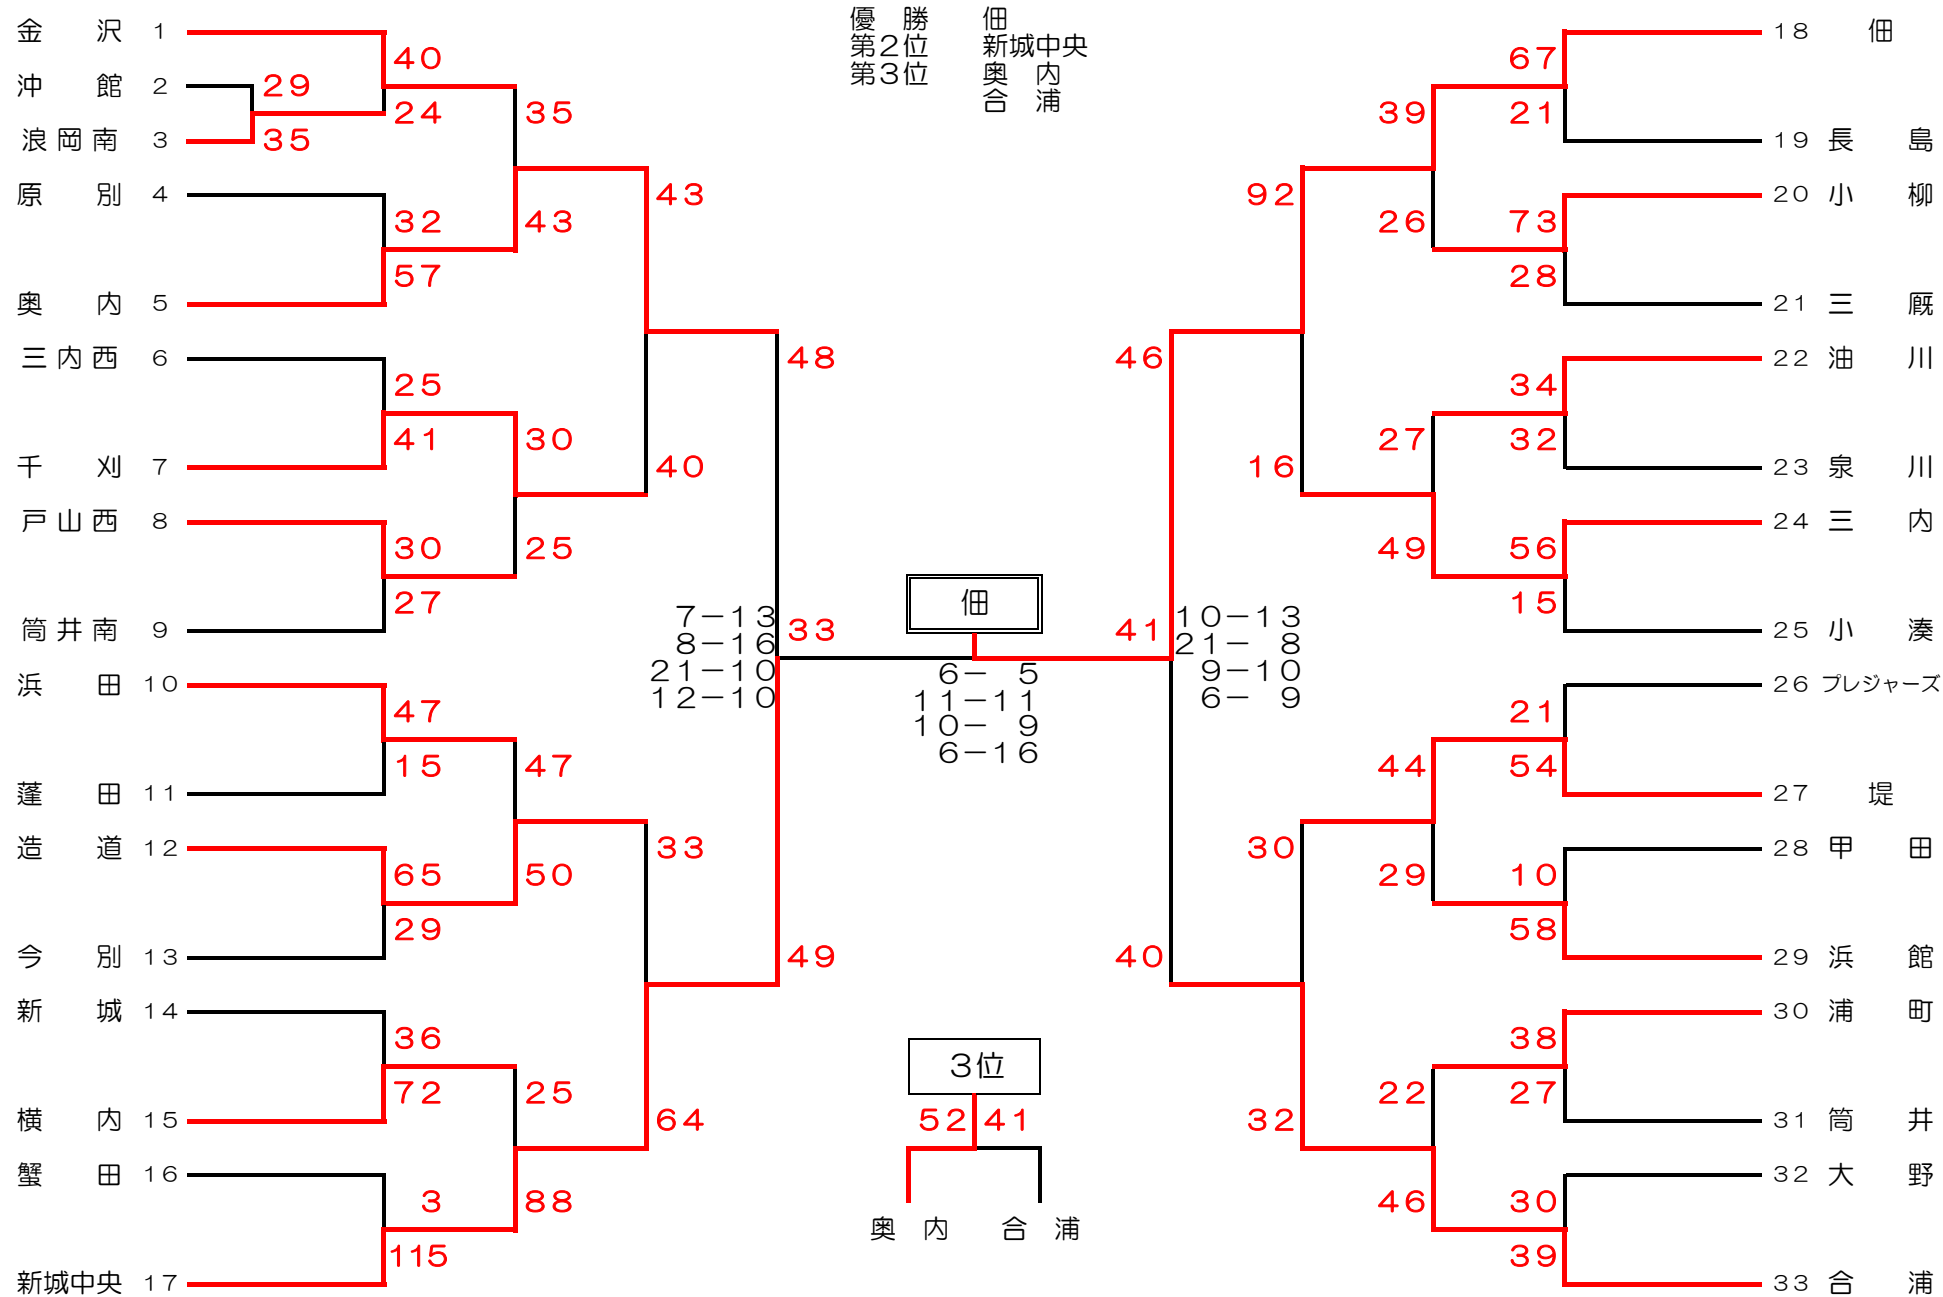 優　勝　　佃
第２位　　新城中央
第３位　　奥　内
合　浦
金　沢 1
沖　館 2
浪岡南 3
原　別 4
奥　内 5
三内西 6
千　刈 7
戸山西 8
筒井南 9
浜　田 10
蓬　田 11
造　道 12
今　別 13
新　城 14
横　内 15
蟹　田 16
新城中央 17
29
35
40
24
32
57
25
41
30
27
47
15
65
29
36
72
3
115
35
43
30
25
47
50
25
88
43
40
33
64
48
49
33
7－13
8－16
21－10
12－10
佃
6－ 5
11－11
10－ 9
6－16
３位
52 41
奥　内　　合　浦
41
10－13
21－ 8
9－10
6－ 9
46
40
92
16
30
32
39
26
27
49
44
29
22
46
67
21
73
28
34
32
56
15
21
54
10
58
38
27
30
39
18 佃
19 長　島
20 小　柳
21 三　厩
22 油　川
23 泉　川
24 三　内
25 小　湊
26 プレジャーズ
27 堤
28 甲　田
29 浜　館
30 浦　町
31 筒　井
32 大　野
33 合　浦